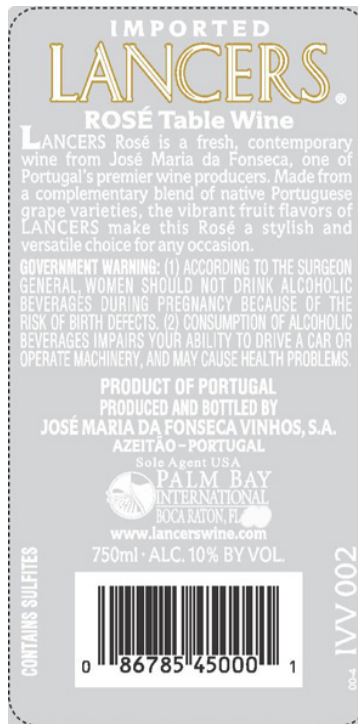 IMPORTED
LANCERS®
ROSÉ Table Wine
LANCERS Rosé is a fresh, contemporary
wine from José Maria da Fonseca, one of
Portugal's premier wine producers. Made from
a complementary blend of native Portuguese
grape varieties, the vibrant fruit flavors of
LANCERS make this Rosé a stylish and
versatile choice for any occasion.
GOVERNMENT WARNING: (1) ACCORDING TO THE SURGEON
GENERAL, WOMEN SHOULD NOT DRINK ALCOHOLIC
BEVERAGES DURING PREGNANCY BECAUSE OF THE
RISK OF BIRTH DEFECTS. (2) CONSUMPTION OF ALCOHOLIC
BEVERAGES IMPAIRS YOUR ABILITY TO DRIVE A CAR OR
OPERATE MACHINERY, AND MAY CAUSE HEALTH PROBLEMS.
PRODUCT OF PORTUGAL
PRODUCED AND BOTTLED BY
JOSÉ MARIA DA FONSECA VINHOS, S.A.
AZEITÃO – PORTUGAL
Sole Agent USA
PALM BAY
INTERNATIONAL
BOCA RATON, FL
www.lancerswine.com
750ml · ALC. 10% BY VOL.
CONTAINS SULFITES
0 86785 45000 1
00-4 IVV 002